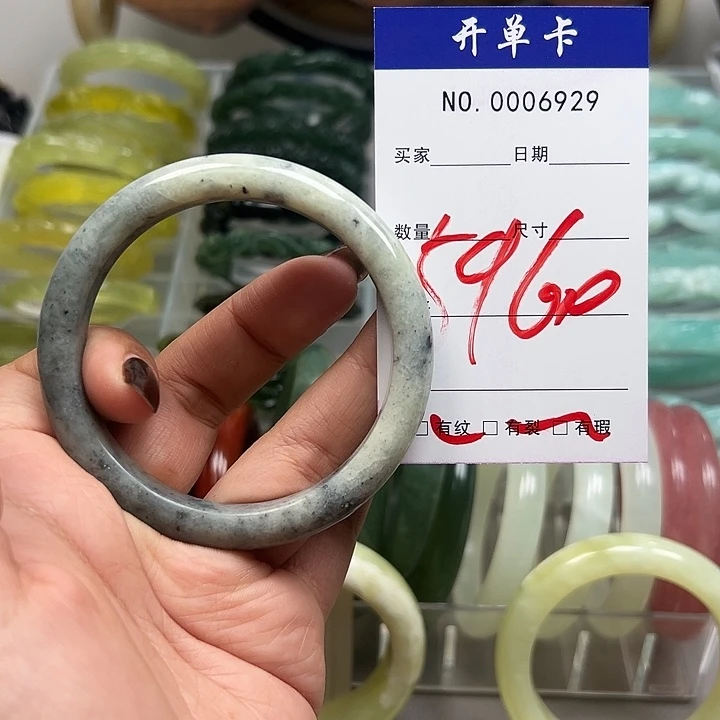 开单卡
NO. 0006929
买家 日期
数量 尺寸
□有纹 □有裂 □有瑕